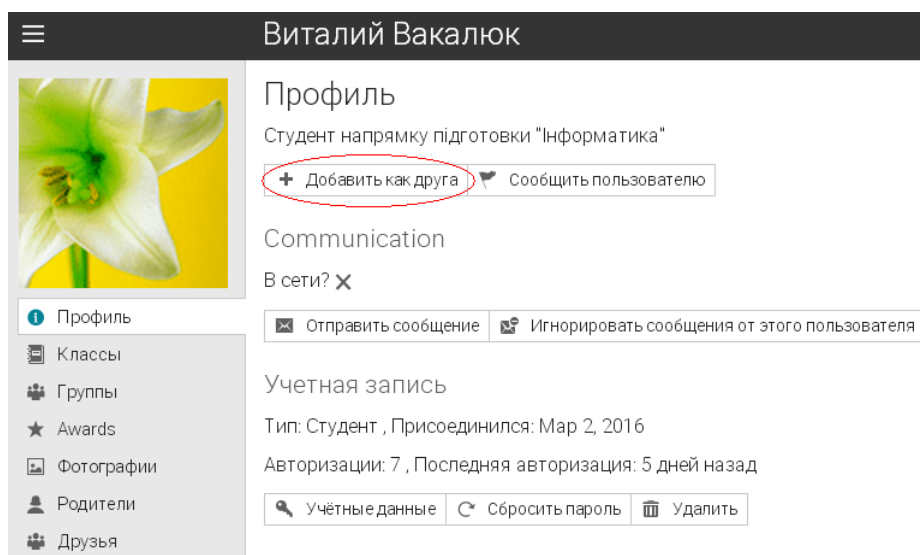 Виталий Вакалюк
Профиль
Студент напрямку підготовки "Інформатика"
Добавить как друга Сообщить пользователю
Communication
В сети?
Отправить сообщение Игнорировать сообщения от этого пользователя
Учетная запись
Тип: Студент , Присоединился: Мар 2, 2016
Авторизации: 7 , Последняя авторизация: 5 дней назад
Учётные данные Сбросить пароль Удалить
Профиль
Классы
Группы
Awards
Фотографии
Родители
Друзья